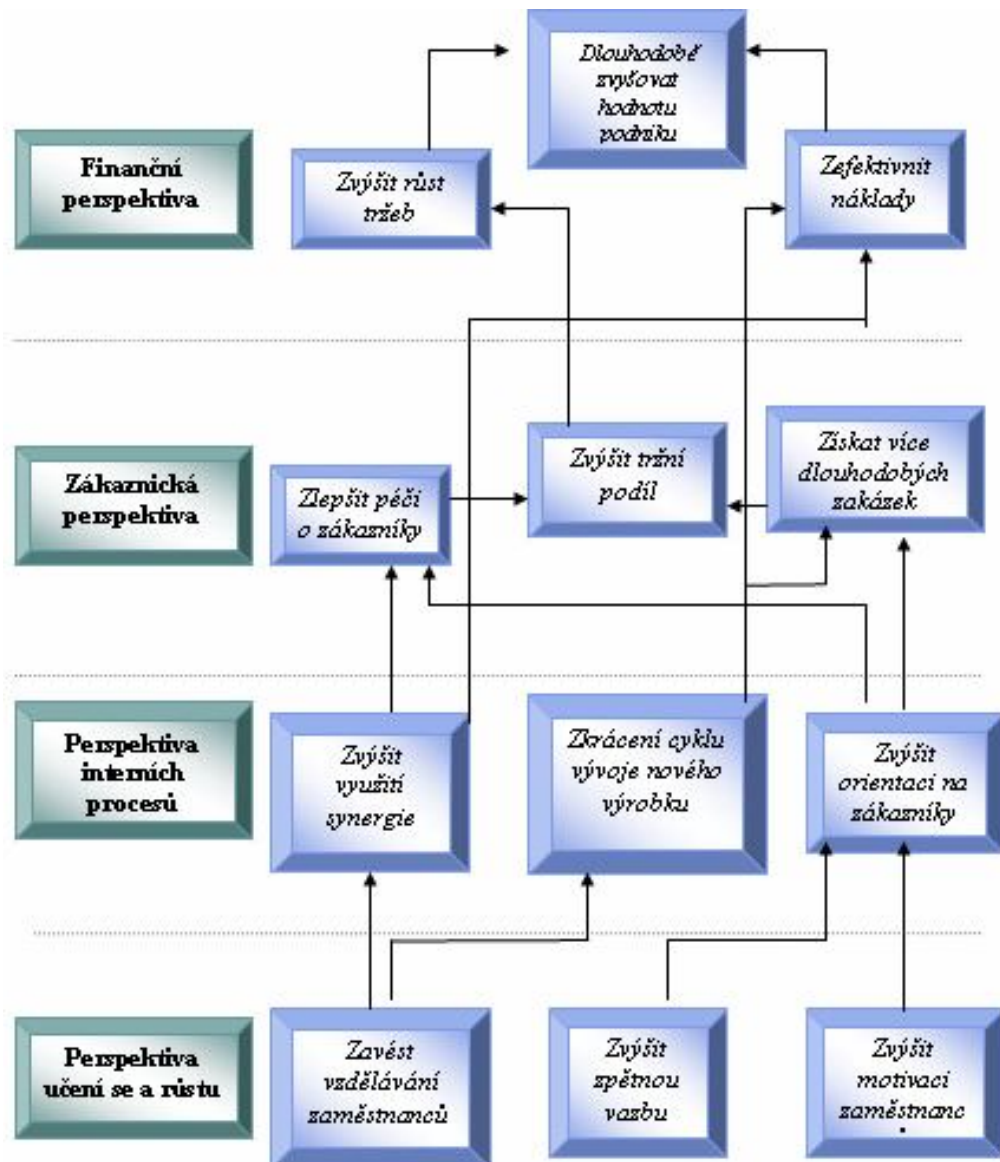 Dlouhodobě
zvyšovat
hodnotu
podniku
Finanční
perspektiva
Zvýšit růst
tržeb
Zefektivnit
náklady
Zákaznická
perspektiva
Zlepšit péči
o zákazníky
Zvýšit tržní
podíl
Získat více
dlouhodobých
zakázek
Perspektiva
interních
procesů
Zvýšit
využití
synergie
Zkrácení cyklu
vývoje nového
výrobku
Zvýšit
orientaci na
zákazníky
Perspektiva
učení se a růstu
Zavést
vzdělávání
zaměstnanců
Zvýšit
zpětnou
vazbu
Zvýšit
motivaci
zaměstnanc